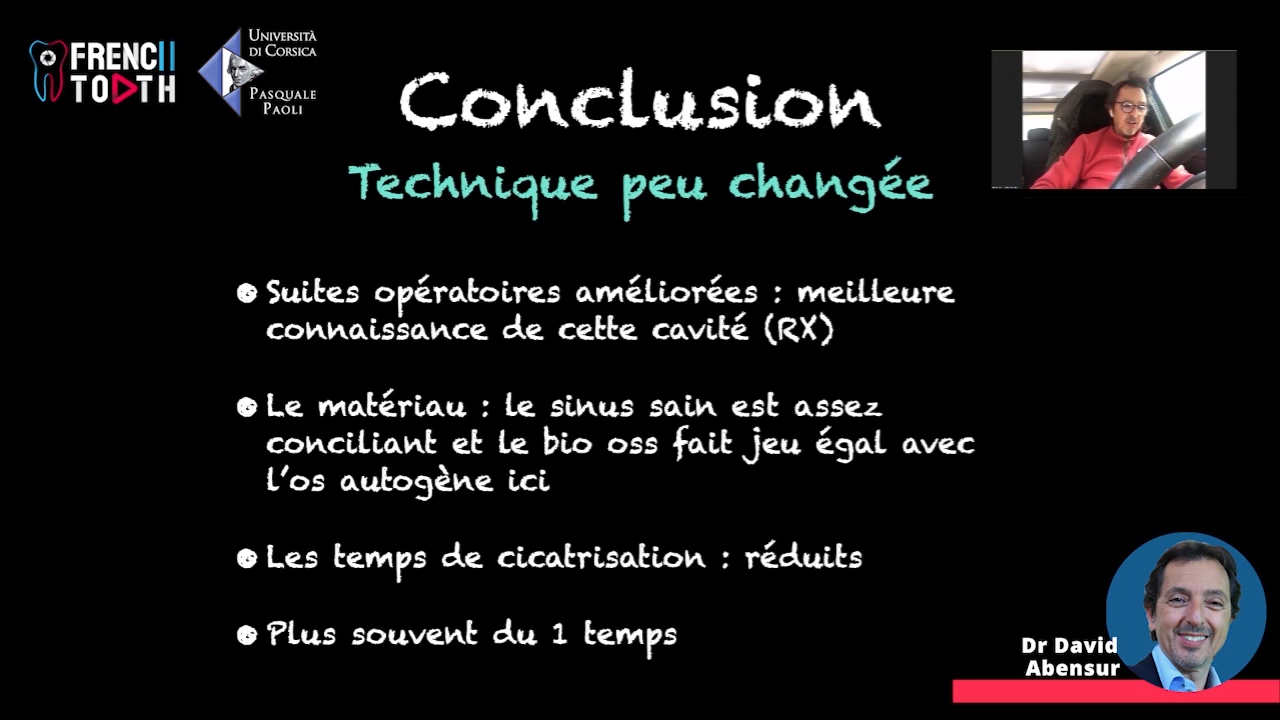 FRENCH
TOOTH
UNIVERSITÀ
DI CORSICA
PASQUALE
PAOLI
Conclusion
Technique peu changée
• Suites opératoires améliorées : meilleure
connaissance de cette cavité (RX)
• Le matériau : le sinus sain est assez
conciliant et le bio oss fait jeu égal avec
l’os autogène ici
• Les temps de cicatrisation : réduits
• Plus souvent du 1 temps
Dr David
Abensur